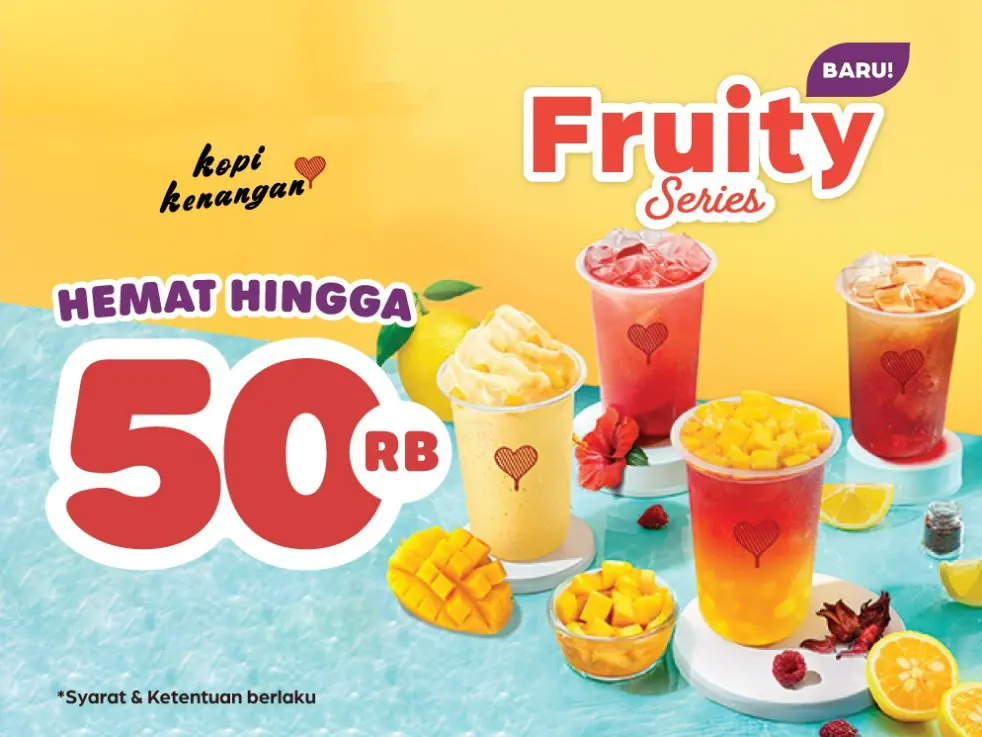 BARU!
Fruity
Series
kopi
kenangan
HEMAT HINGGA
50 RB
*Syarat & Ketentuan berlaku